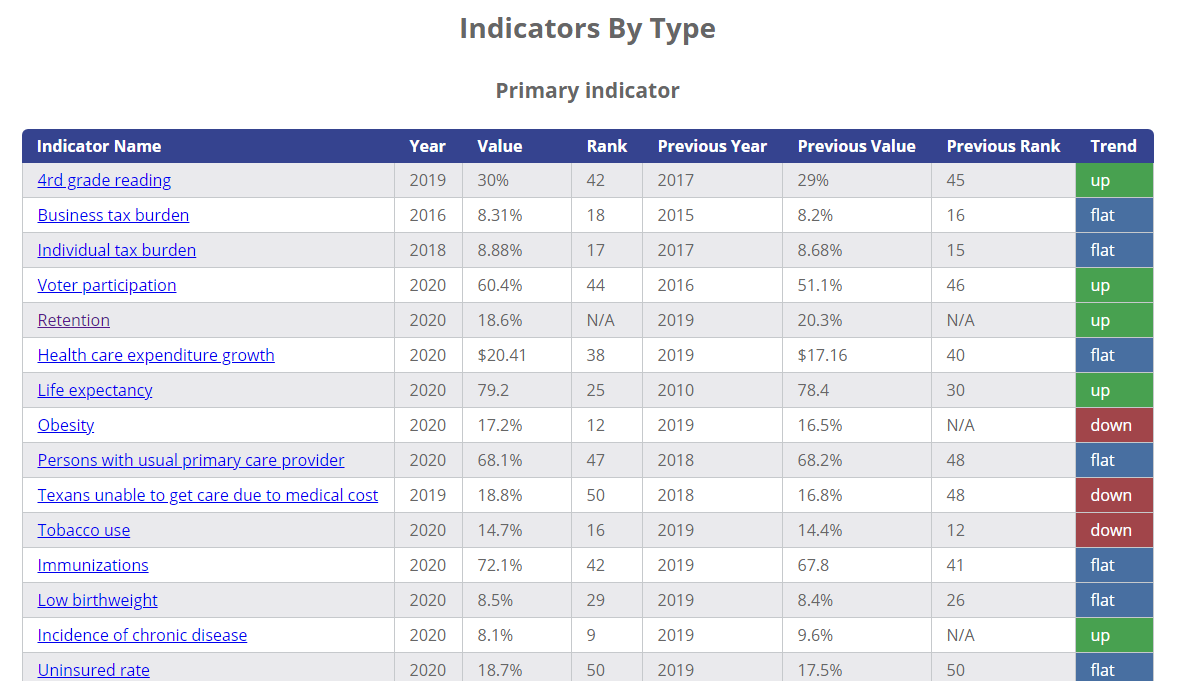 Indicators By Type
Primary indicator
Indicator Name Year Value Rank Previous Year Previous Value Previous Rank Trend
4rd grade reading 2019 30% 42 2017 29% 45 up
Business tax burden 2016 8.31% 18 2015 8.2% 16 flat
Individual tax burden 2018 8.88% 17 2017 8.68% 15 flat
Voter participation 2020 60.4% 44 2016 51.1% 46 up
Retention 2020 18.6% N/A 2019 20.3% N/A up
Health care expenditure growth 2020 $20.41 38 2019 $17.16 40 flat
Life expectancy 2020 79.2 25 2010 78.4 30 up
Obesity 2020 17.2% 12 2019 16.5% N/A down
Persons with usual primary care provider 2020 68.1% 47 2018 68.2% 48 flat
Texans unable to get care due to medical cost 2019 18.8% 50 2018 16.8% 48 down
Tobacco use 2020 14.7% 16 2019 14.4% 12 down
Immunizations 2020 72.1% 42 2019 67.8 41 flat
Low birthweight 2020 8.5% 29 2019 8.4% 26 flat
Incidence of chronic disease 2020 8.1% 9 2019 9.6% N/A up
Uninsured rate 2020 18.7% 50 2019 17.5% 50 flat